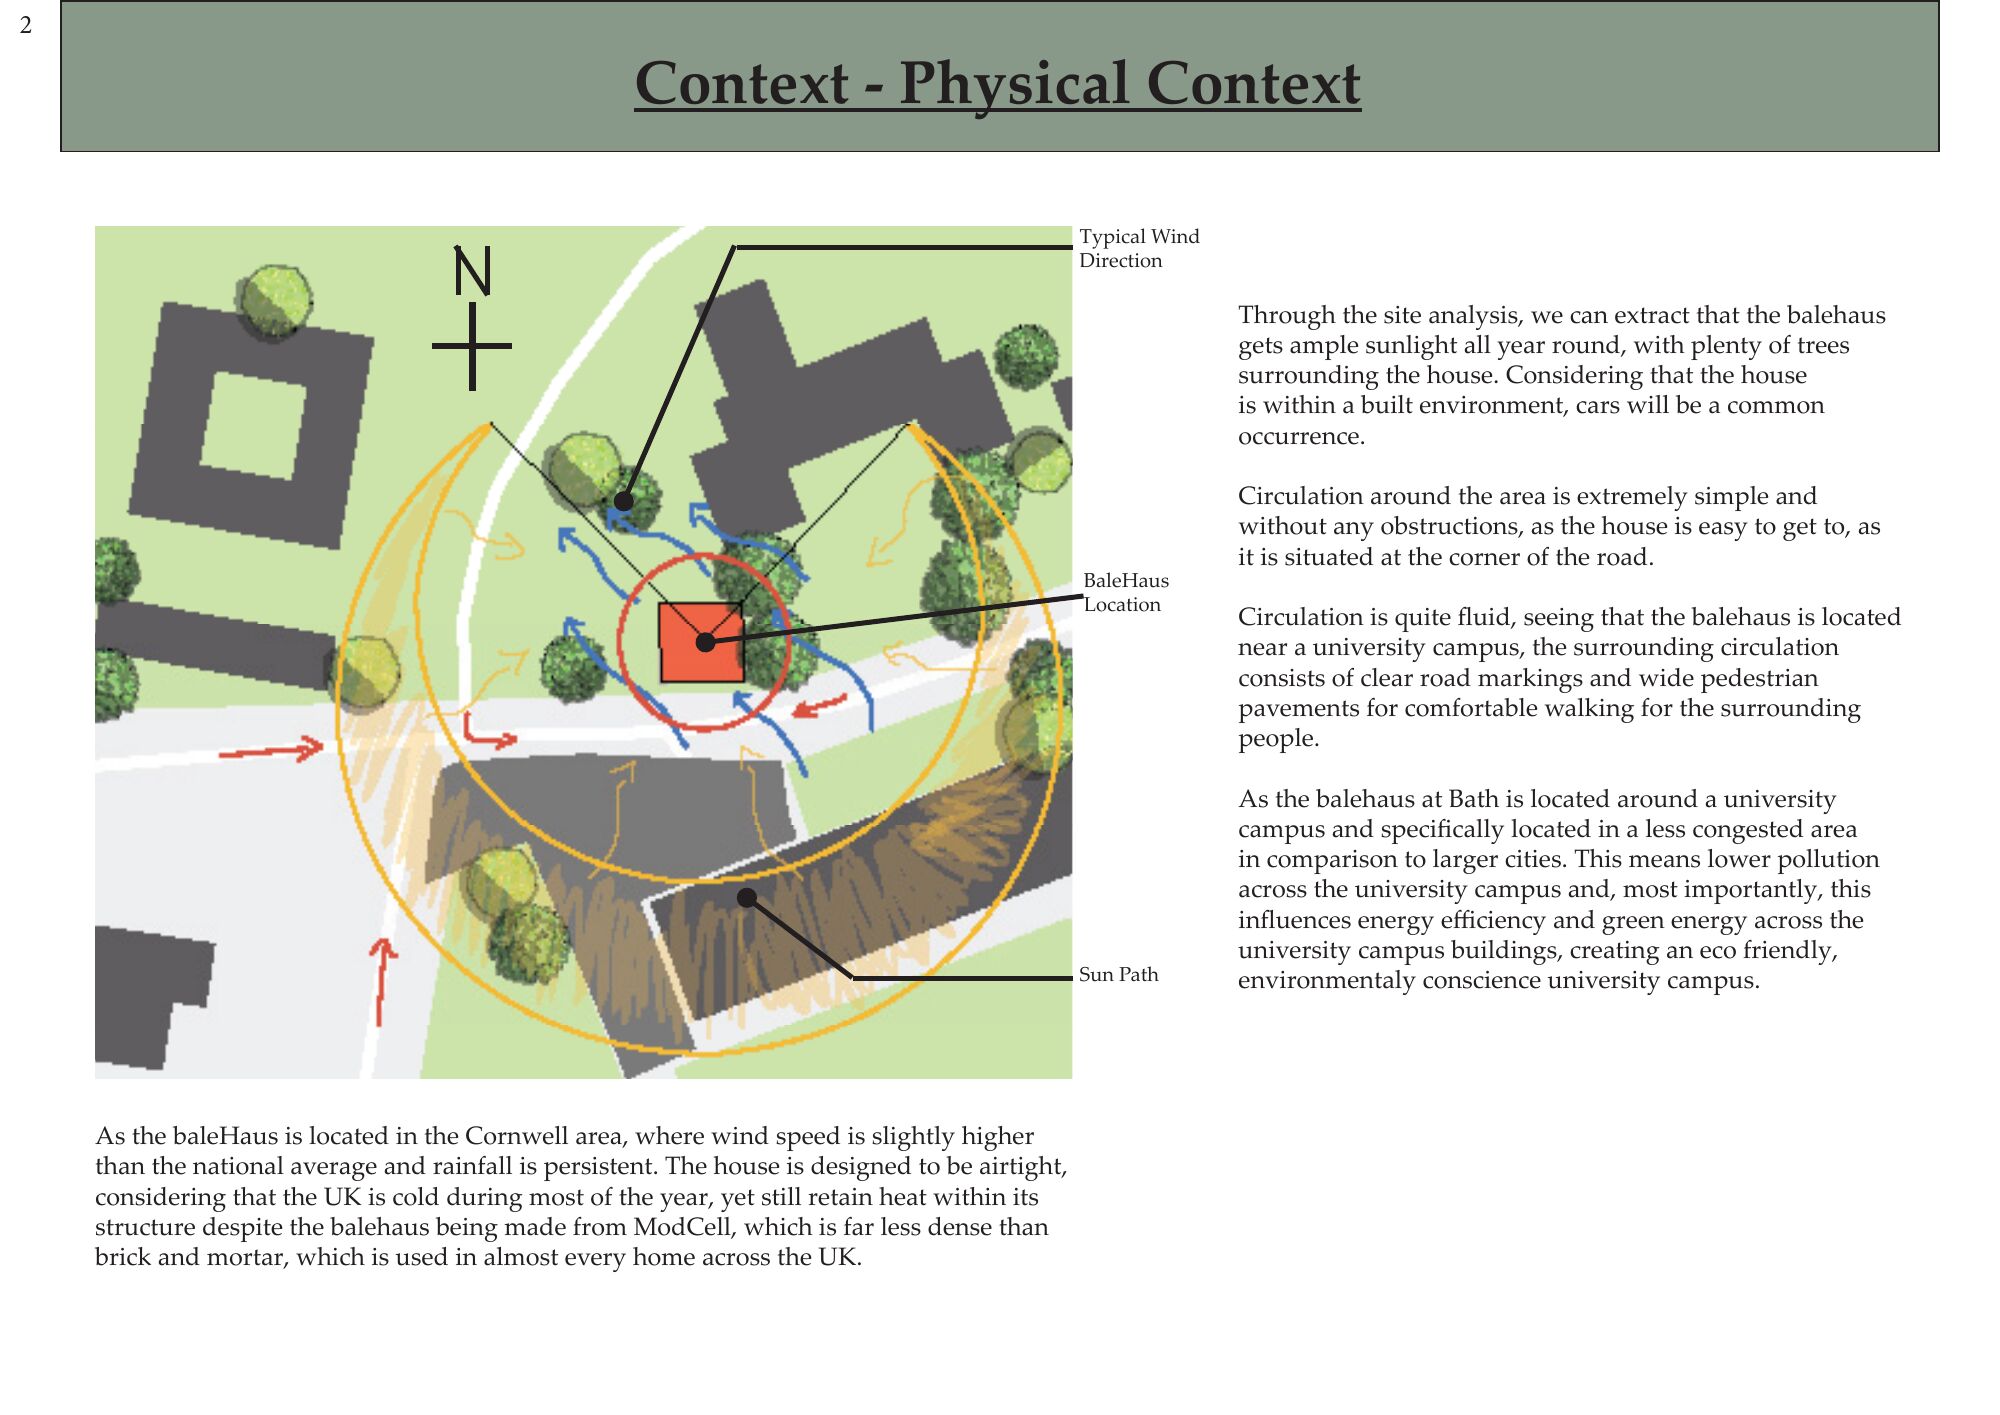 2
Context - Physical Context
N
Typical Wind
Direction
BaleHaus
Location
Sun Path
Through the site analysis, we can extract that the balehaus
gets ample sunlight all year round, with plenty of trees
surrounding the house. Considering that the house
is within a built environment, cars will be a common
occurrence.
Circulation around the area is extremely simple and
without any obstructions, as the house is easy to get to, as
it is situated at the corner of the road.
Circulation is quite fluid, seeing that the balehaus is located
near a university campus, the surrounding circulation
consists of clear road markings and wide pedestrian
pavements for comfortable walking for the surrounding
people.
As the balehaus at Bath is located around a university
campus and specifically located in a less congested area
in comparison to larger cities. This means lower pollution
across the university campus and, most importantly, this
influences energy efficiency and green energy across the
university campus buildings, creating an eco friendly,
environmentaly conscience university campus.
As the baleHaus is located in the Cornwell area, where wind speed is slightly higher
than the national average and rainfall is persistent. The house is designed to be airtight,
considering that the UK is cold during most of the year, yet still retain heat within its
structure despite the balehaus being made from ModCell, which is far less dense than
brick and mortar, which is used in almost every home across the UK.